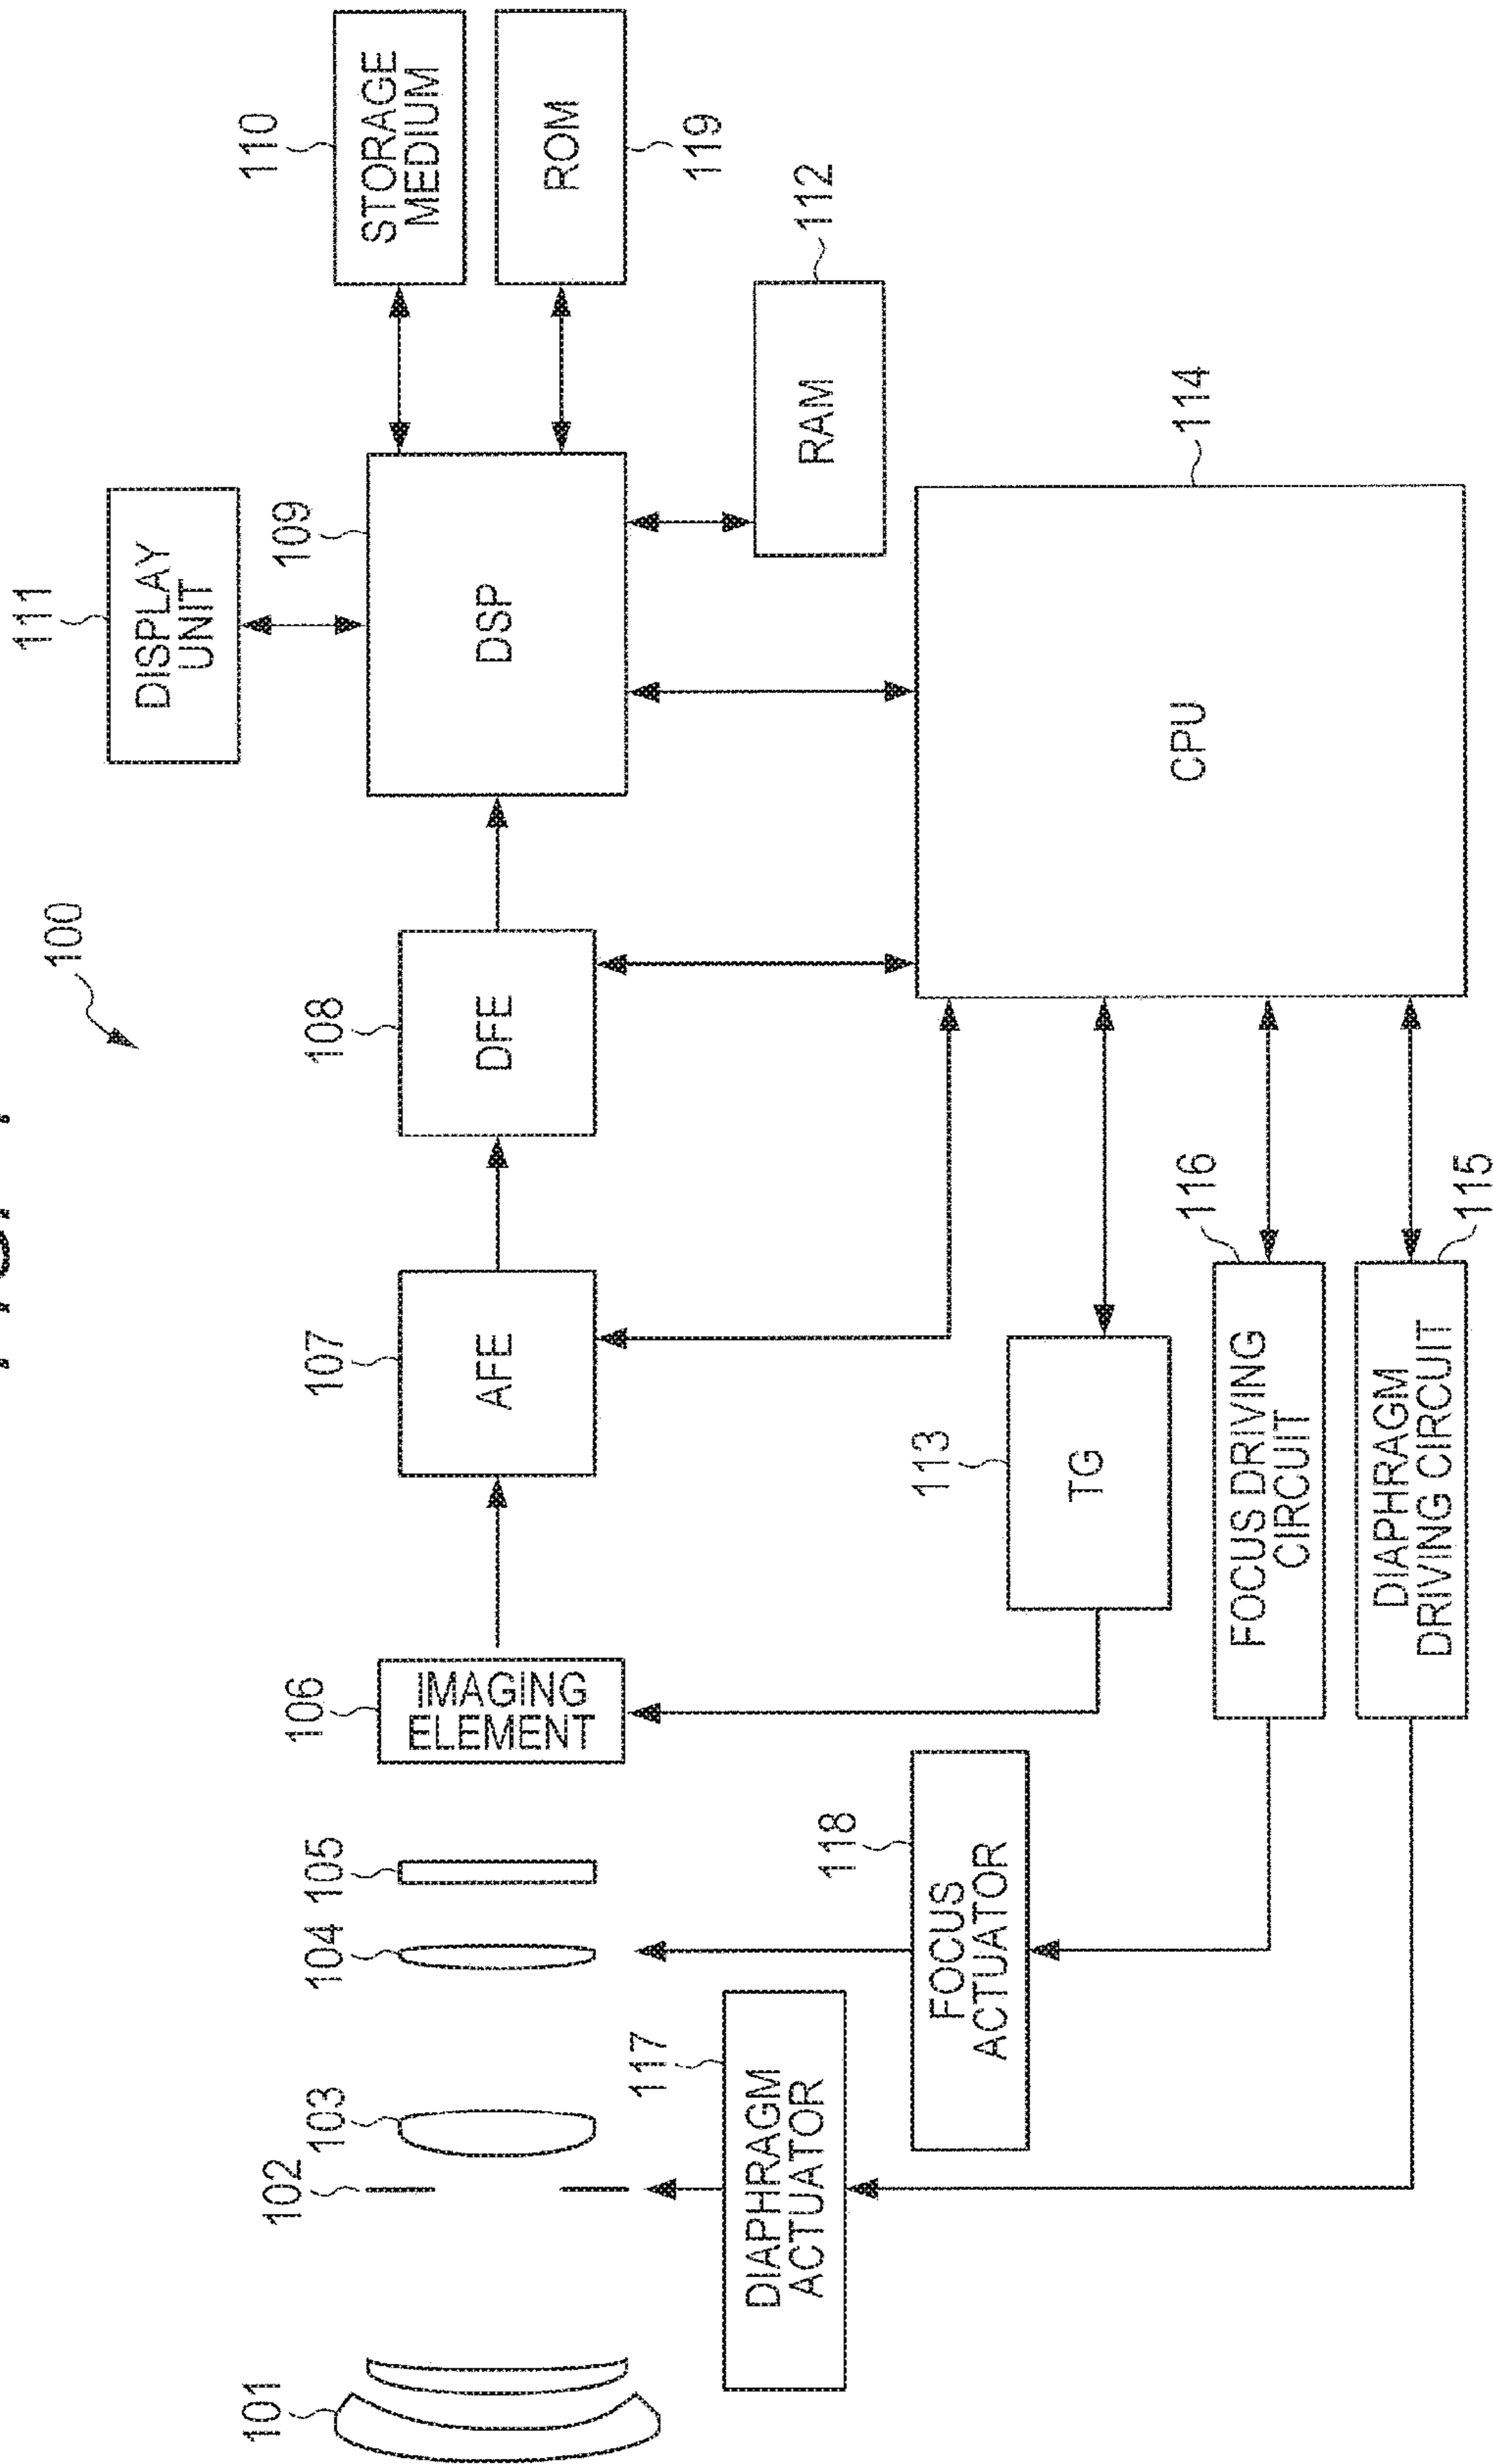 100
111
DISPLAY
UNIT
101
102
103
104
105
106
107
108
109
110
IMAGING
ELEMENT
AFE
DFE
DSP
STORAGE
MEDIUM
ROM
119
117
DIAPHRAGM
ACTUATOR
112
RAM
118
FOCUS
ACTUATOR
113
TG
114
CPU
116
FOCUS DRIVING
CIRCUIT
DIAPHRAGM
DRIVING CIRCUIT
115